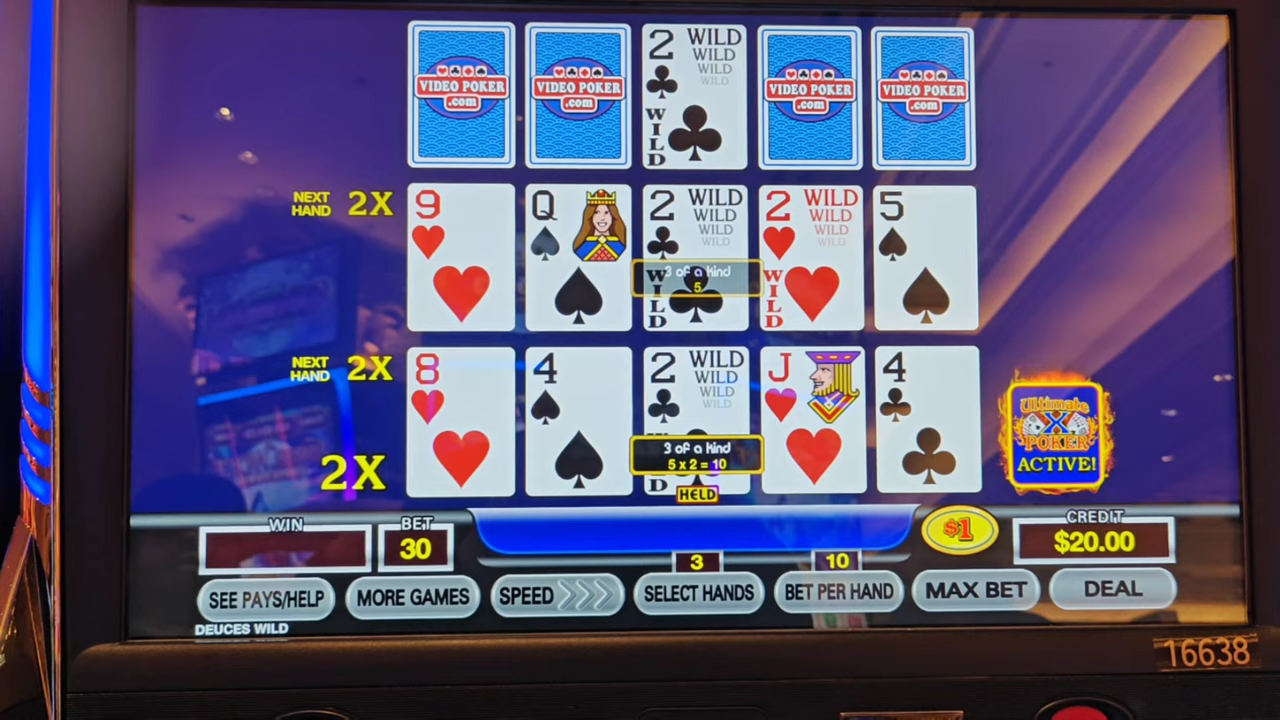 VIDEO POKER
.com
VIDEO POKER
.com
2 WILD
WILD
WILD
WILD
WILD
VIDEO POKER
.com
VIDEO POKER
.com
NEXT
HAND 2X
9
Q
2 WILD
WILD
WILD
WILD
WILD
2 WILD
WILD
WILD
WILD
WILD
5
3 of a kind
5
NEXT
HAND 2X
8
4
2 WILD
WILD
WILD
WILD
J
4
3 of a kind
5 x 2 = 10
D
HELD
2X
Ultimate
X
POKER
ACTIVE!
WIN
BET
30
$1
CREDIT
$20.00
3
10
SEE PAYS/HELP
MORE GAMES
SPEED
SELECT HANDS
BET PER HAND
MAX BET
DEAL
DEUCES WILD
16638